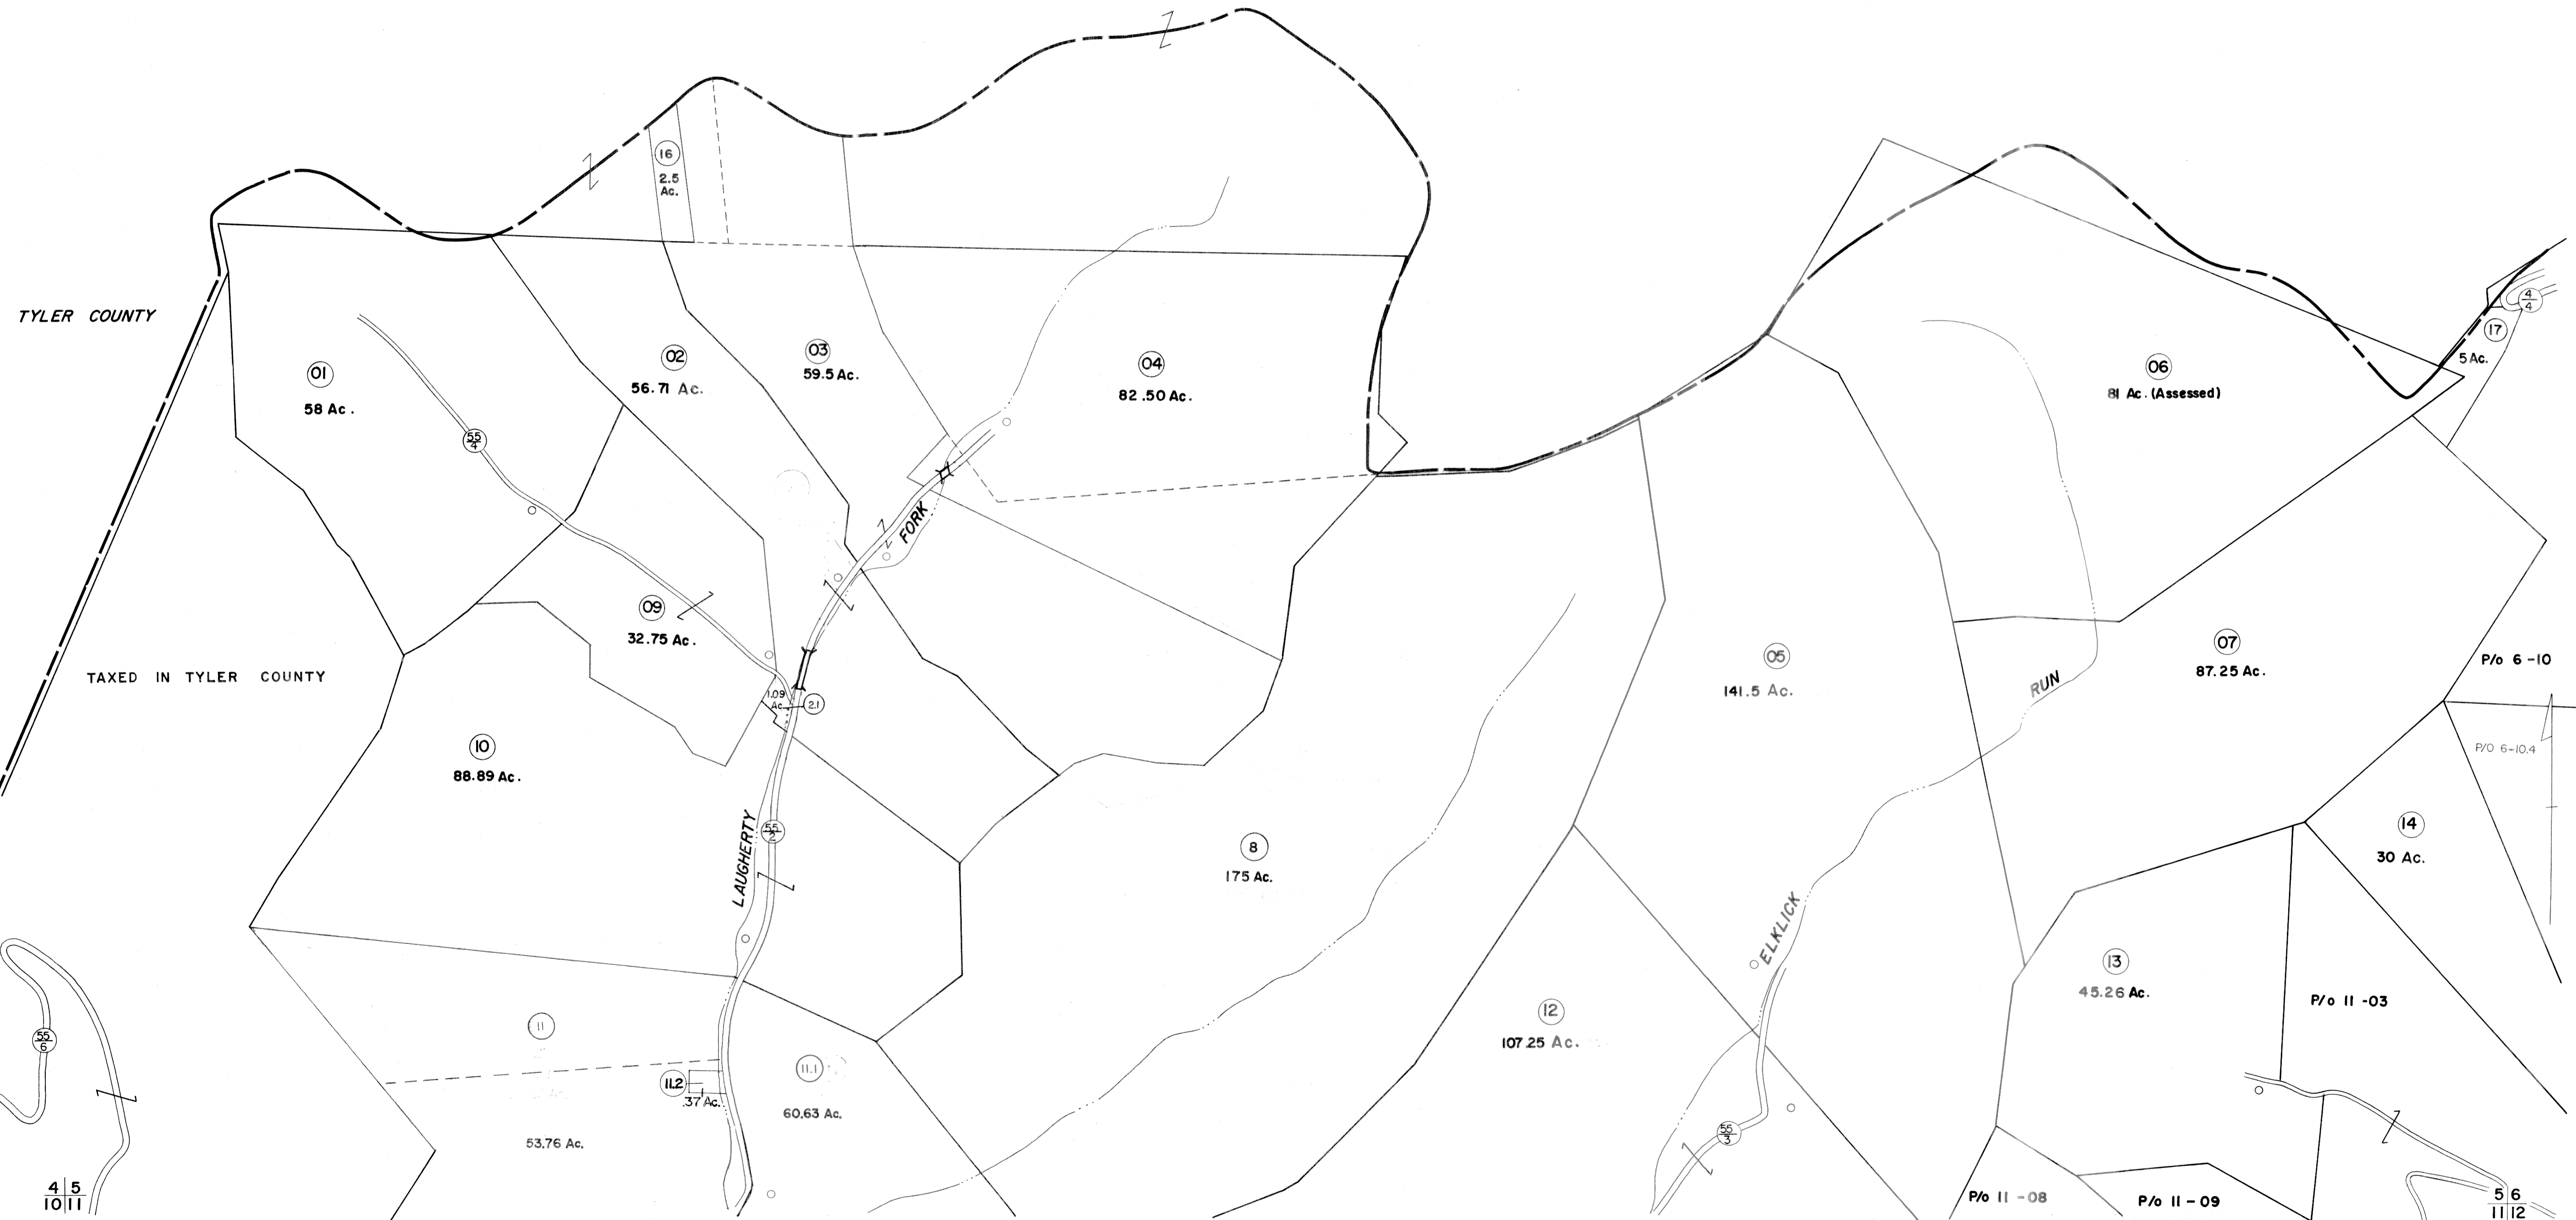 16
2.5
Ac.
TYLER COUNTY
01
58 Ac.
02
56.71 Ac.
03
59.5 Ac.
04
82.50 Ac.
06
81 Ac. (Assessed)
4
4
17
5 Ac.
55
4
FORK
09
32.75 Ac.
TAXED IN TYLER COUNTY
1.09
Ac.
2.1
05
141.5 Ac.
RUN
07
87.25 Ac.
P/o 6-10
P/O 6-10.4
10
88.89 Ac.
LAUGHERTY
55
2
8
175 Ac.
14
30 Ac.
ELKLICK
13
45.26 Ac.
P/o 11-03
12
107.25 Ac.
11
53.76 Ac.
11.2
.37 Ac.
11.1
60.63 Ac.
55
6
55
3
4 5
10 11
P/o 11-08
P/o 11-09
5 6
11 12